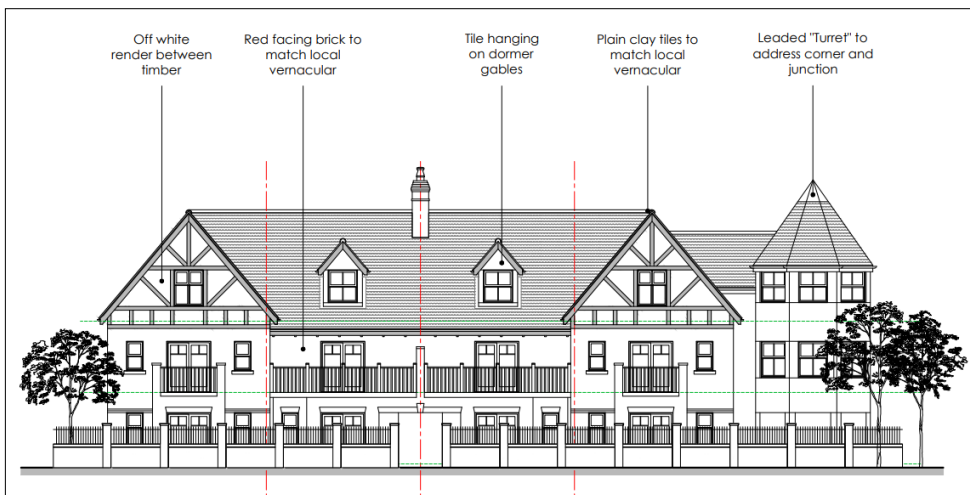 Off white
render between
timber
Red facing brick to
match local
vernacular
Tile hanging
on dormer
gables
Plain clay tiles to
match local
vernacular
Leaded "Turret" to
address corner and
junction